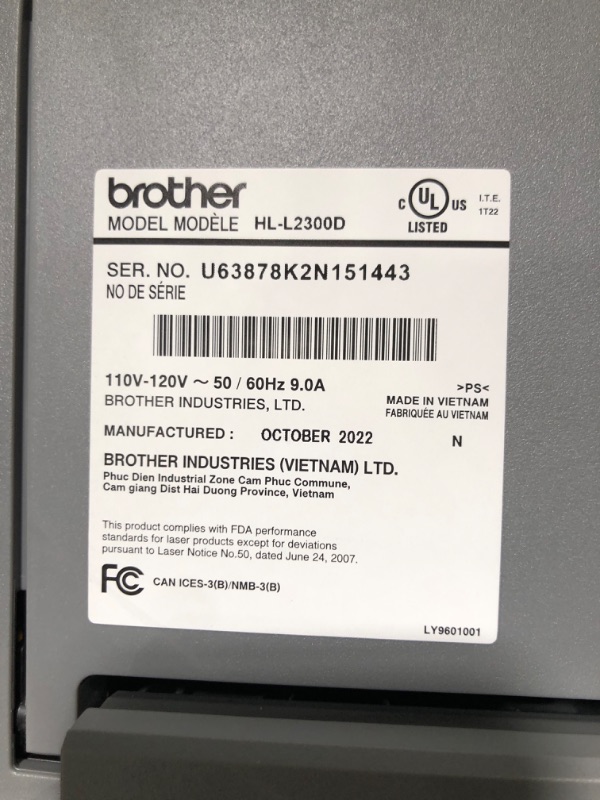 brother
MODEL MODÈLE HL-L2300D
C UL US LISTED
I.T.E.
1T22
SER. NO. U63878K2N151443
NO DE SÉRIE
110V-120V ~ 50 / 60Hz 9.0A
BROTHER INDUSTRIES, LTD.
>PS<
MADE IN VIETNAM
FABRIQUÉE AU VIETNAM
MANUFACTURED : OCTOBER 2022
N
BROTHER INDUSTRIES (VIETNAM) LTD.
Phuc Dien Industrial Zone Cam Phuc Commune,
Cam giang Dist Hai Duong Province, Vietnam
This product complies with FDA performance
standards for laser products except for deviations
pursuant to Laser Notice No.50, dated June 24, 2007.
FC CAN ICES-3(B)/NMB-3(B)
LY9601001